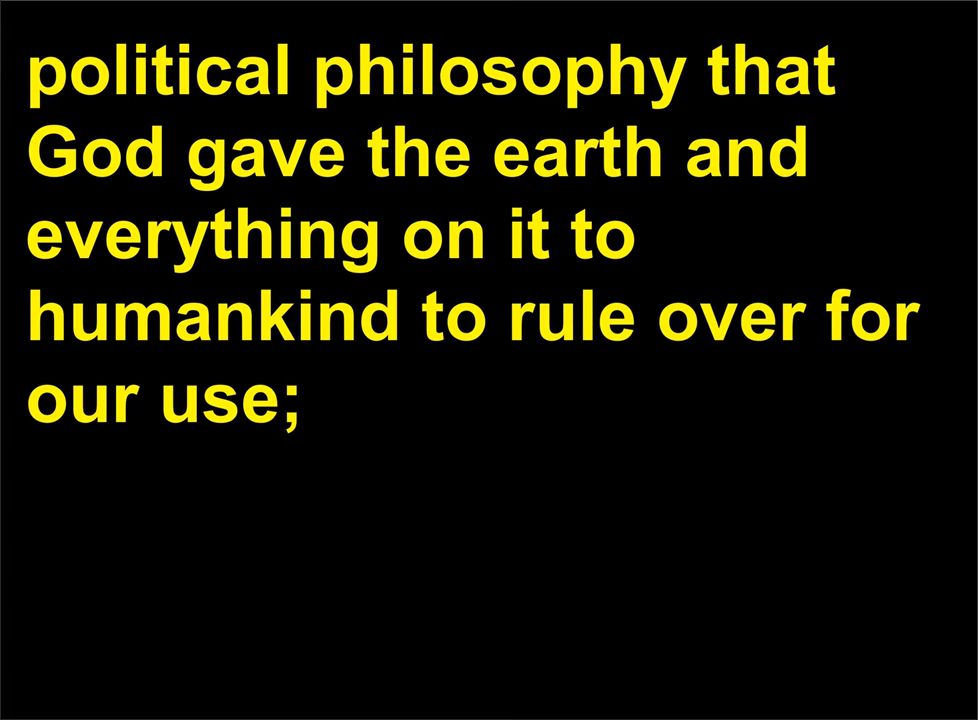 political philosophy that
God gave the earth and
everything on it to
humankind to rule over for
our use;